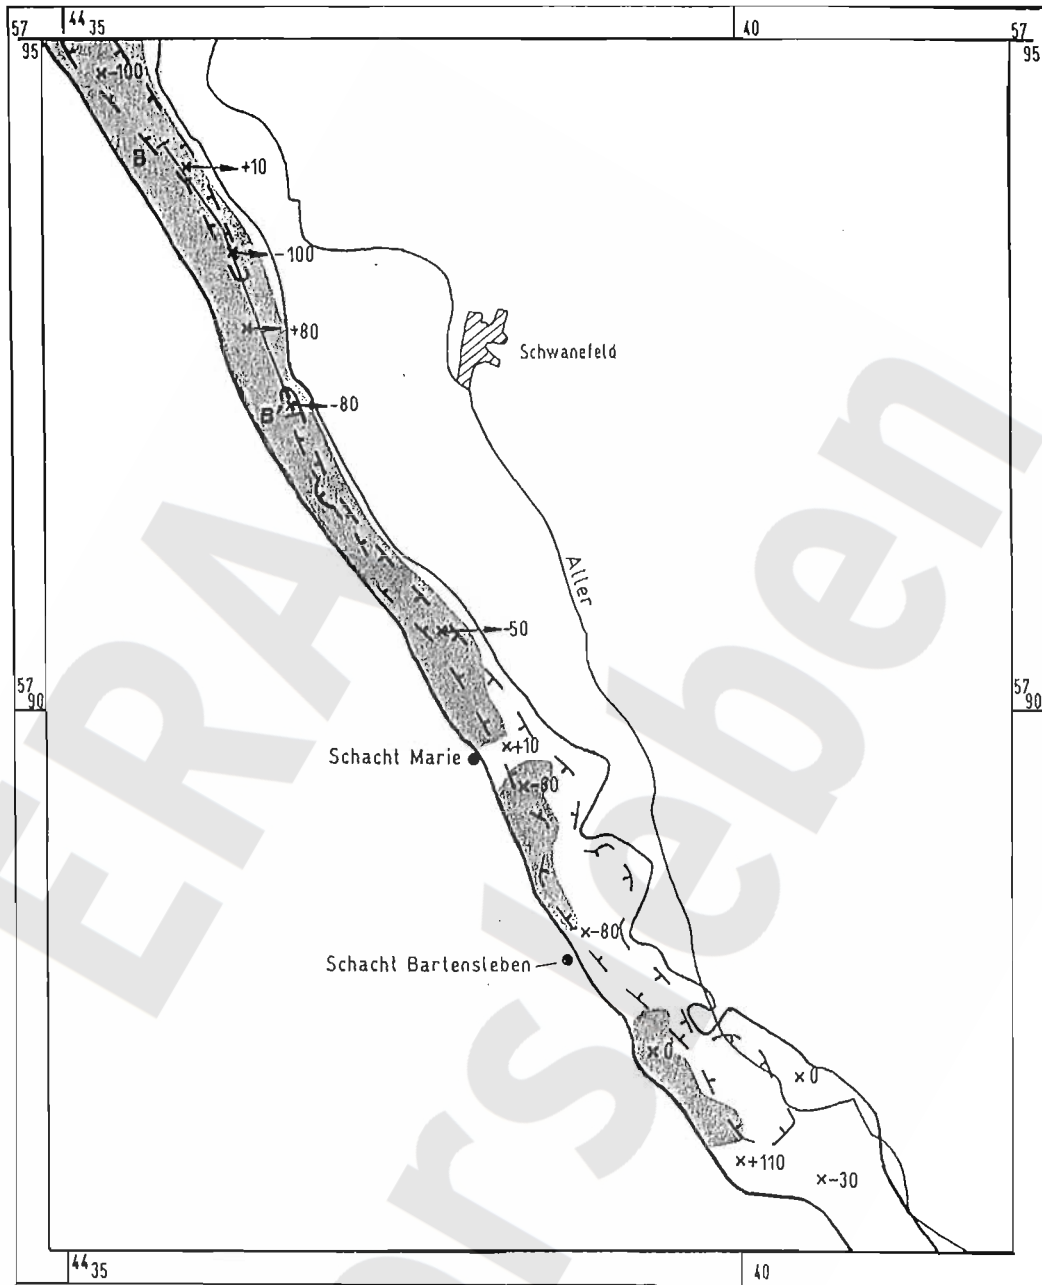 57 44 35 40 57
95 95
×-100
B
×+10
×-100
×+80
Schwanefeld
B' ×-80
Aller
×-50
57 90 57 90
×+10
Schacht Marie
×-80
×-80
Schacht Bartensleben
×0
×0
×+110
×-30
44 35 40
ERA
orsleben